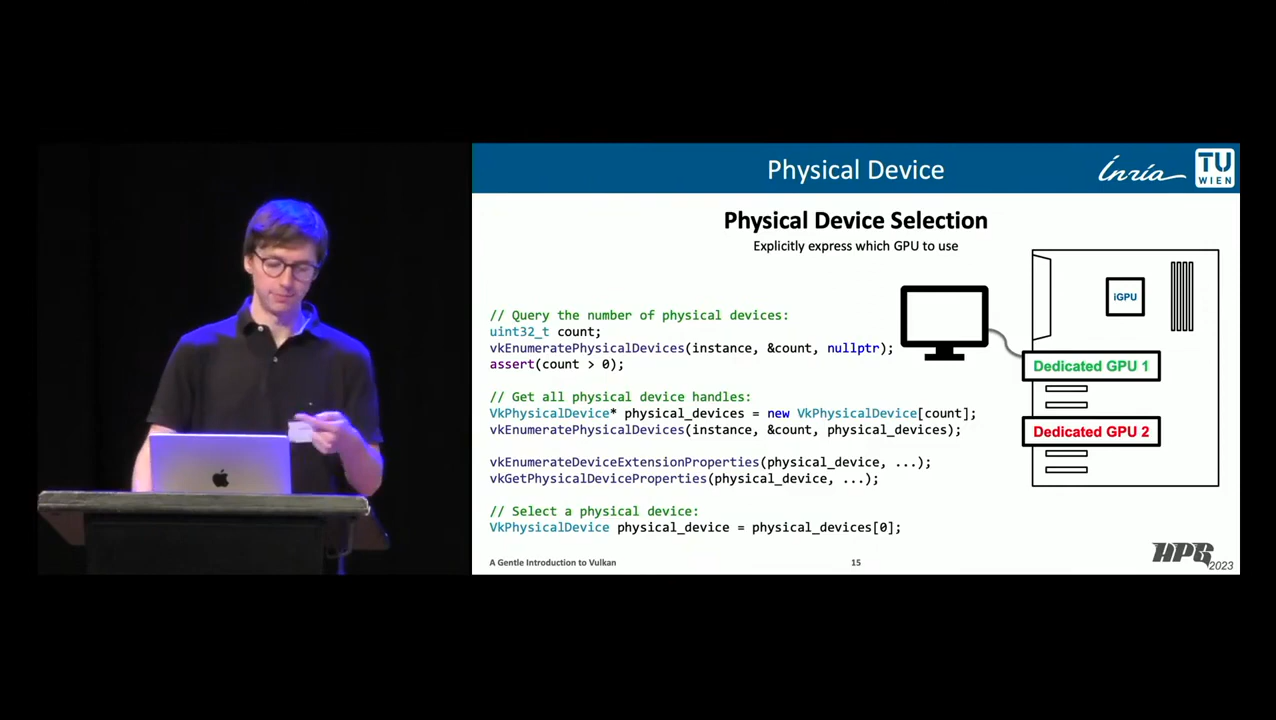 Physical Device
Inria
TU
WIEN
Physical Device Selection
Explicitly express which GPU to use
iGPU
Dedicated GPU 1
Dedicated GPU 2
// Query the number of physical devices:
uint32_t count;
vkEnumeratePhysicalDevices(instance, &count, nullptr);
assert(count > 0);
// Get all physical device handles:
VkPhysicalDevice* physical_devices = new VkPhysicalDevice[count];
vkEnumeratePhysicalDevices(instance, &count, physical_devices);
vkEnumerateDeviceExtensionProperties(physical_device, ...);
vkGetPhysicalDeviceProperties(physical_device, ...);
// Select a physical device:
VkPhysicalDevice physical_device = physical_devices[0];
A Gentle Introduction to Vulkan
15
HPG
2023